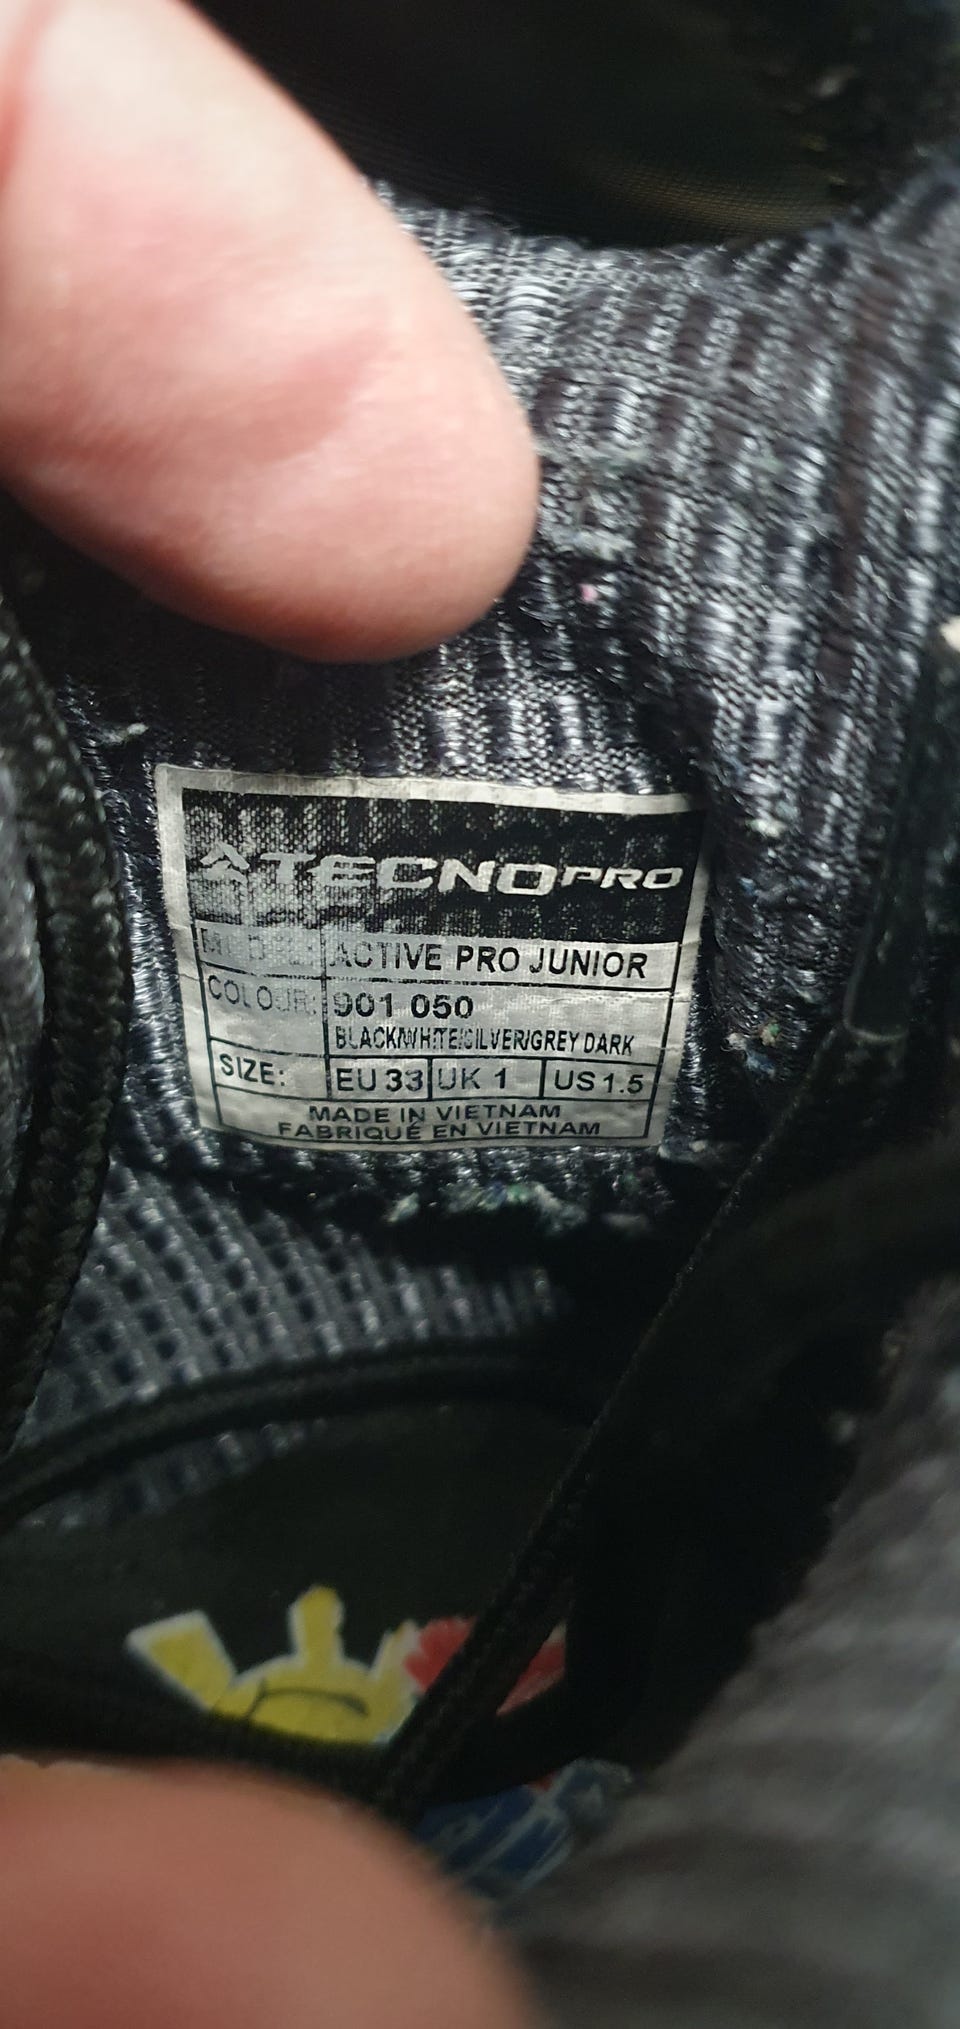 TECNOPRO
MODEL: ACTIVE PRO JUNIOR
COLOUR: 901 050
BLACK/WHITE/SILVER/GREY DARK
SIZE: EU 33 UK 1 US 1.5
MADE IN VIETNAM
FABRIQUÉ EN VIETNAM